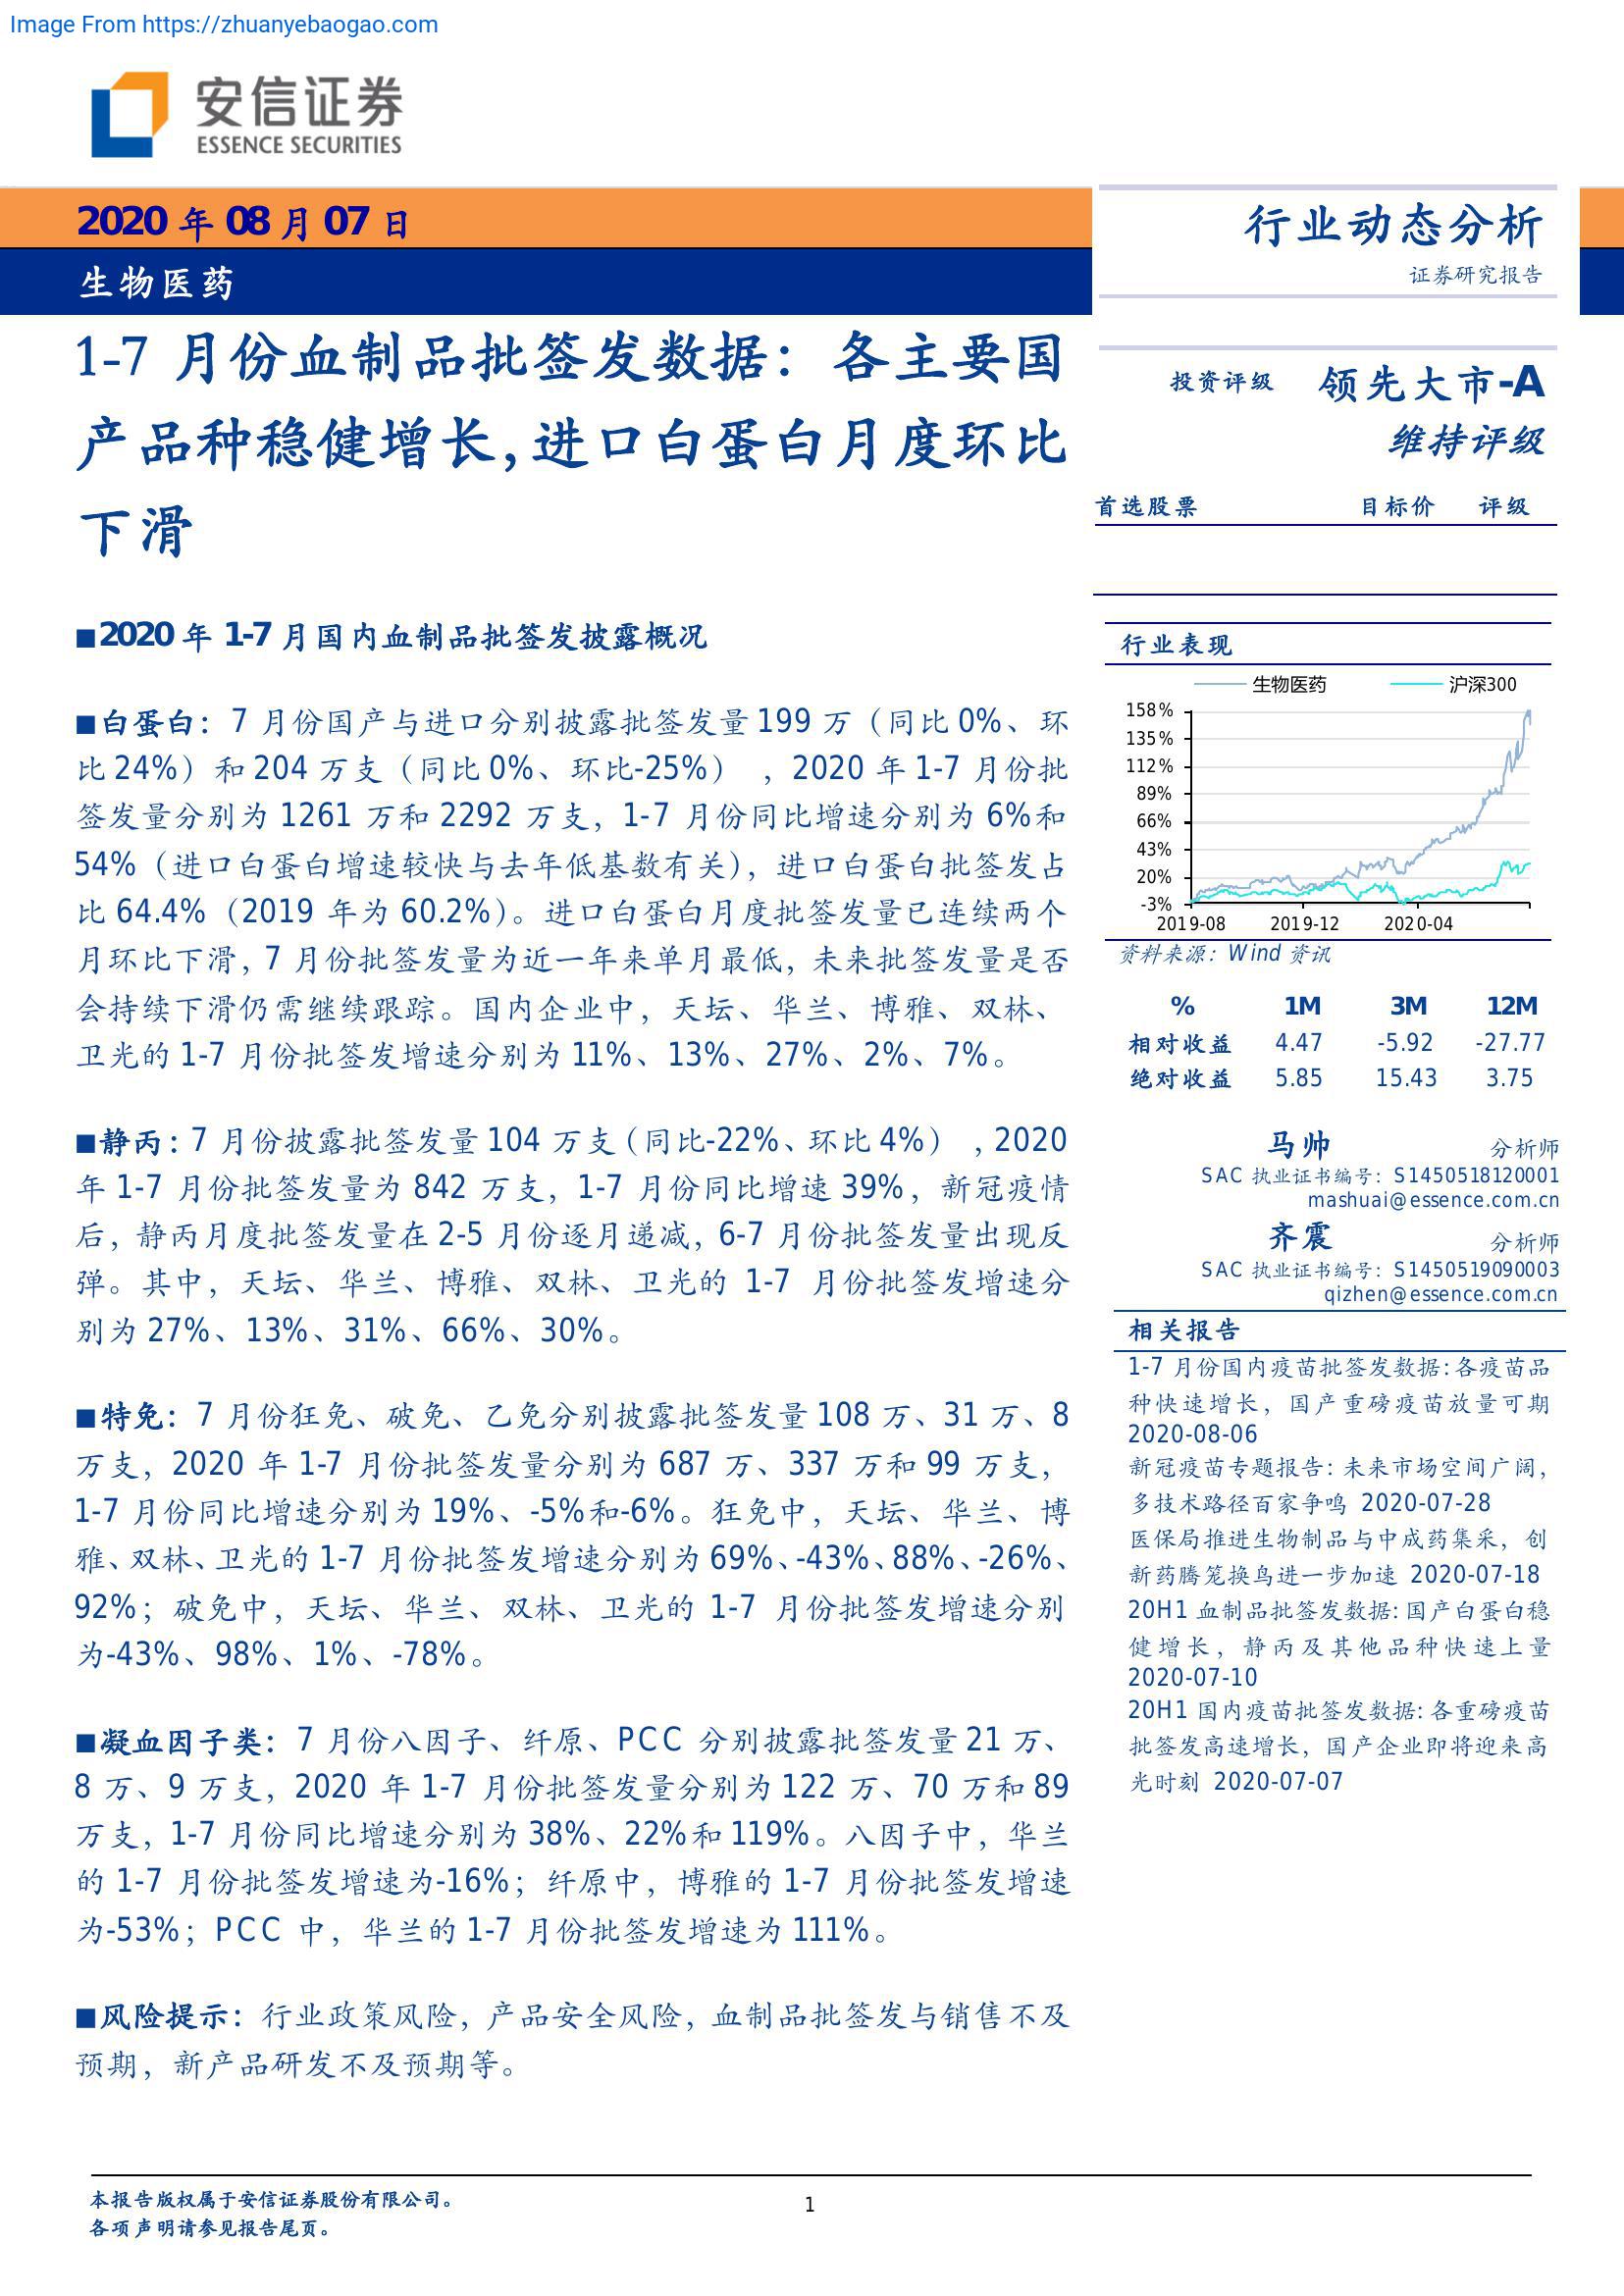 Image From https://zhuanyebaogao.com
安信证券
ESSENCE SECURITIES
2020 年 08 月 07 日
生物医药
行业动态分析
证券研究报告
1-7 月份血制品批签发数据：各主要国
产品种稳健增长,进口白蛋白月度环比
下滑
■2020 年 1-7 月国内血制品批签发披露概况
■白蛋白：7 月份国产与进口分别披露批签发量 199 万（同比 0%、环
比 24%）和 204 万支（同比 0%、环比-25%） ，2020 年 1-7 月份批
签发量分别为 1261 万和 2292 万支，1-7 月份同比增速分别为 6%和
54%（进口白蛋白增速较快与去年低基数有关），进口白蛋白批签发占
比 64.4%（2019 年为 60.2%）。进口白蛋白月度批签发量已连续两个
月环比下滑，7 月份批签发量为近一年来单月最低，未来批签发量是否
会持续下滑仍需继续跟踪。国内企业中，天坛、华兰、博雅、双林、
卫光的 1-7 月份批签发增速分别为 11%、13%、27%、2%、7%。
■静丙：7 月份披露批签发量 104 万支（同比-22%、环比 4%） ，2020
年 1-7 月份批签发量为 842 万支，1-7 月份同比增速 39%，新冠疫情
后，静丙月度批签发量在 2-5 月份逐月递减，6-7 月份批签发量出现反
弹。其中，天坛、华兰、博雅、双林、卫光的 1-7 月份批签发增速分
别为 27%、13%、31%、66%、30%。
■特免：7 月份狂免、破免、乙免分别披露批签发量 108 万、31 万、8
万支，2020 年 1-7 月份批签发量分别为 687 万、337 万和 99 万支，
1-7 月份同比增速分别为 19%、-5%和-6%。狂免中，天坛、华兰、博
雅、双林、卫光的 1-7 月份批签发增速分别为 69%、-43%、88%、-26%、
92%；破免中，天坛、华兰、双林、卫光的 1-7 月份批签发增速分别
为-43%、98%、1%、-78%。
■凝血因子类：7 月份八因子、纤原、PCC 分别披露批签发量 21 万、
8 万、9 万支，2020 年 1-7 月份批签发量分别为 122 万、70 万和 89
万支，1-7 月份同比增速分别为 38%、22%和 119%。八因子中，华兰
的 1-7 月份批签发增速为-16%；纤原中，博雅的 1-7 月份批签发增速
为-53%；PCC 中，华兰的 1-7 月份批签发增速为 111%。
■风险提示：行业政策风险，产品安全风险，血制品批签发与销售不及
预期，新产品研发不及预期等。
投资评级 领先大市-A
维持评级
首选股票 目标价 评级
行业表现
生物医药 沪深300
158%
135%
112%
89%
66%
43%
20%
-3%
2019-08 2019-12 2020-04
资料来源：Wind 资讯
% 1M 3M 12M
相对收益 4.47 -5.92 -27.77
绝对收益 5.85 15.43 3.75
马帅 分析师
SAC 执业证书编号：S1450518120001
mashuai@essence.com.cn
齐震 分析师
SAC 执业证书编号：S1450519090003
qizhen@essence.com.cn
相关报告
1-7 月份国内疫苗批签发数据:各疫苗品
种快速增长，国产重磅疫苗放量可期
2020-08-06
新冠疫苗专题报告：未来市场空间广阔，
多技术路径百家争鸣 2020-07-28
医保局推进生物制品与中成药集采，创
新药腾笼换鸟进一步加速 2020-07-18
20H1 血制品批签发数据:国产白蛋白稳
健增长，静丙及其他品种快速上量
2020-07-10
20H1 国内疫苗批签发数据:各重磅疫苗
批签发高速增长，国产企业即将迎来高
光时刻 2020-07-07
本报告版权属于安信证券股份有限公司。
各项声明请参见报告尾页。
1